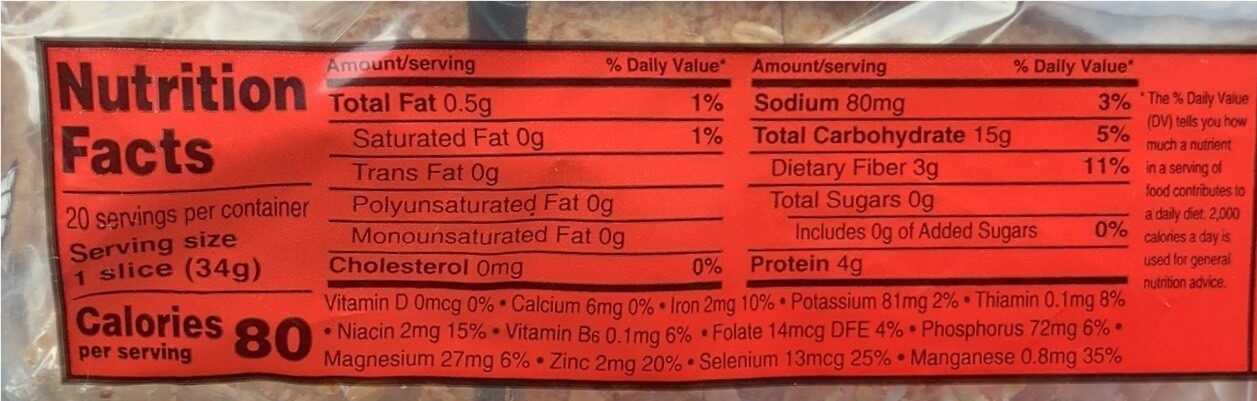 Nutrition
Facts
20 servings per container
Serving size
1 slice (34g)
Calories 80
per serving
Amount/serving % Daily Value*
Total Fat 0.5g 1%
Saturated Fat 0g 1%
Trans Fat 0g
Polyunsaturated Fat 0g
Monounsaturated Fat 0g
Cholesterol 0mg 0%
Amount/serving % Daily Value*
Sodium 80mg 3%
Total Carbohydrate 15g 5%
Dietary Fiber 3g 11%
Total Sugars 0g
Includes 0g of Added Sugars 0%
Protein 4g
Vitamin D 0mcg 0% • Calcium 6mg 0% • Iron 2mg 10% • Potassium 81mg 2% • Thiamin 0.1mg 8%
• Niacin 2mg 15% • Vitamin B6 0.1mg 6% • Folate 14mcg DFE 4% • Phosphorus 72mg 6% •
Magnesium 27mg 6% • Zinc 2mg 20% • Selenium 13mcg 25% • Manganese 0.8mg 35%
* The % Daily Value
(DV) tells you how
much a nutrient
in a serving of
food contributes to
a daily diet. 2,000
calories a day is
used for general
nutrition advice.